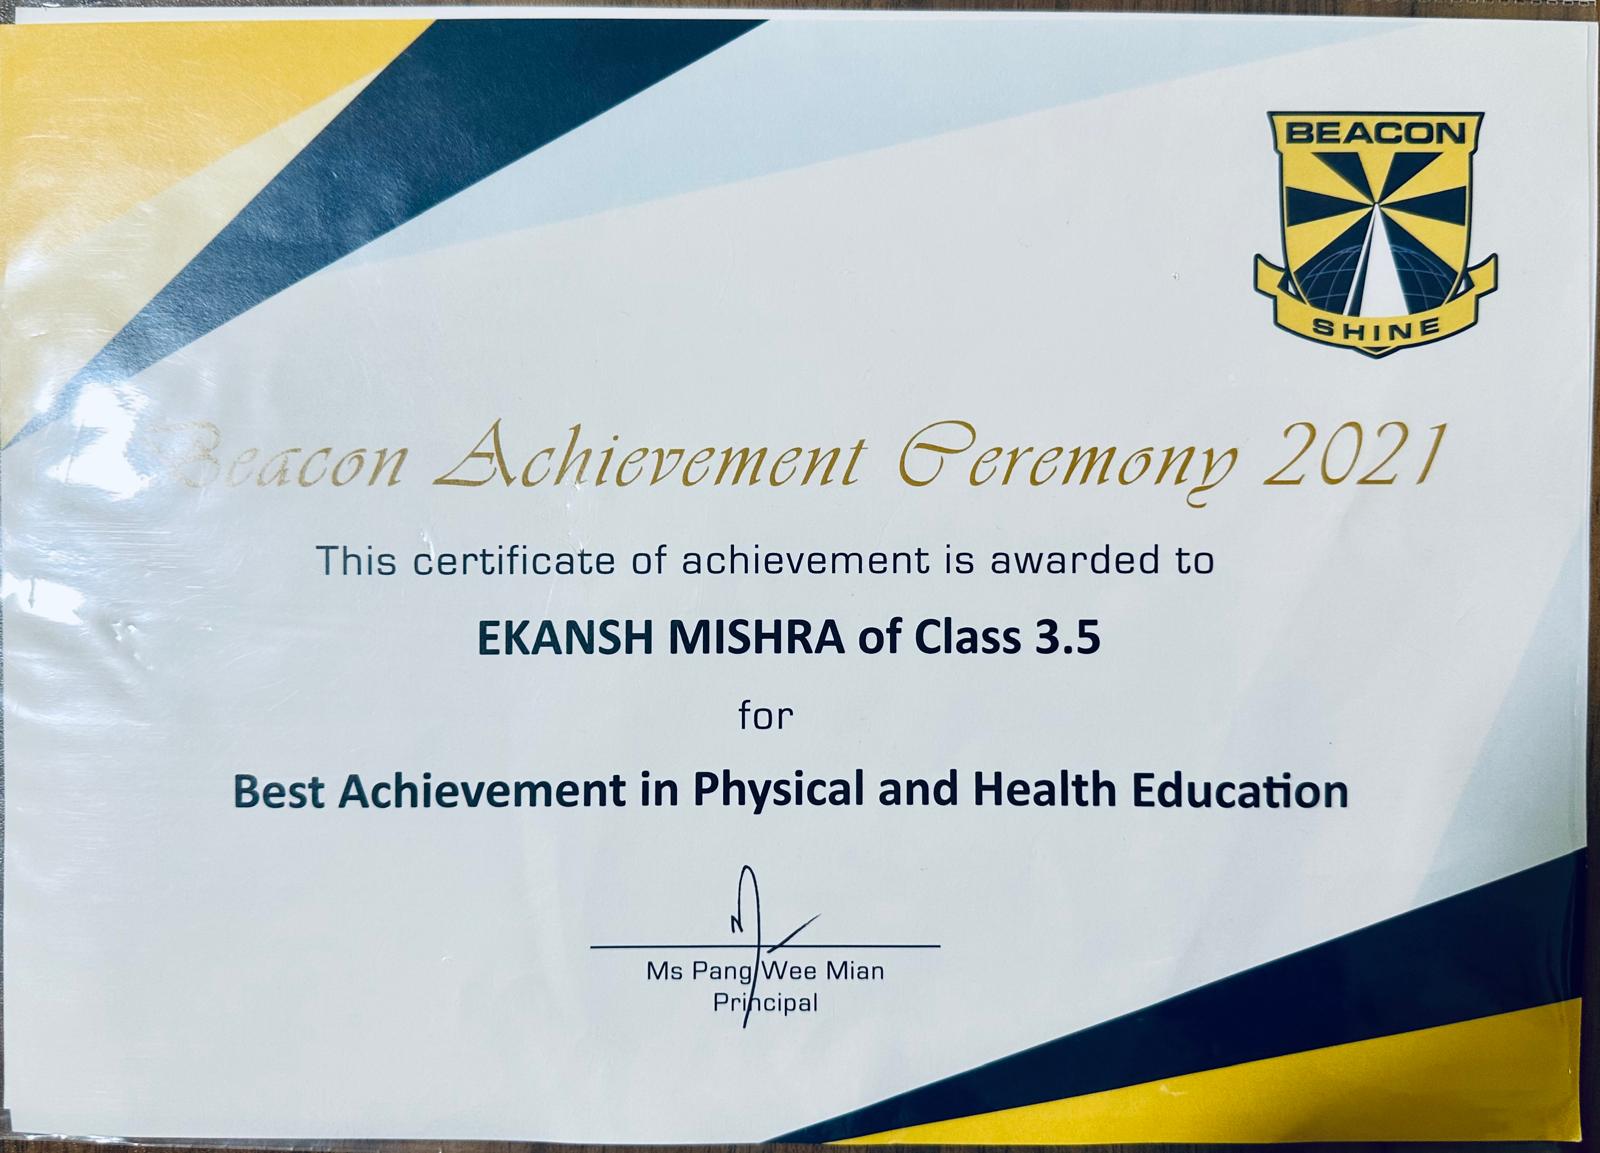 BEACON
SHINE
Beacon Achievement Ceremony 2021
This certificate of achievement is awarded to
EKANSH MISHRA of Class 3.5
for
Best Achievement in Physical and Health Education
Ms Pang Wee Mian
Principal